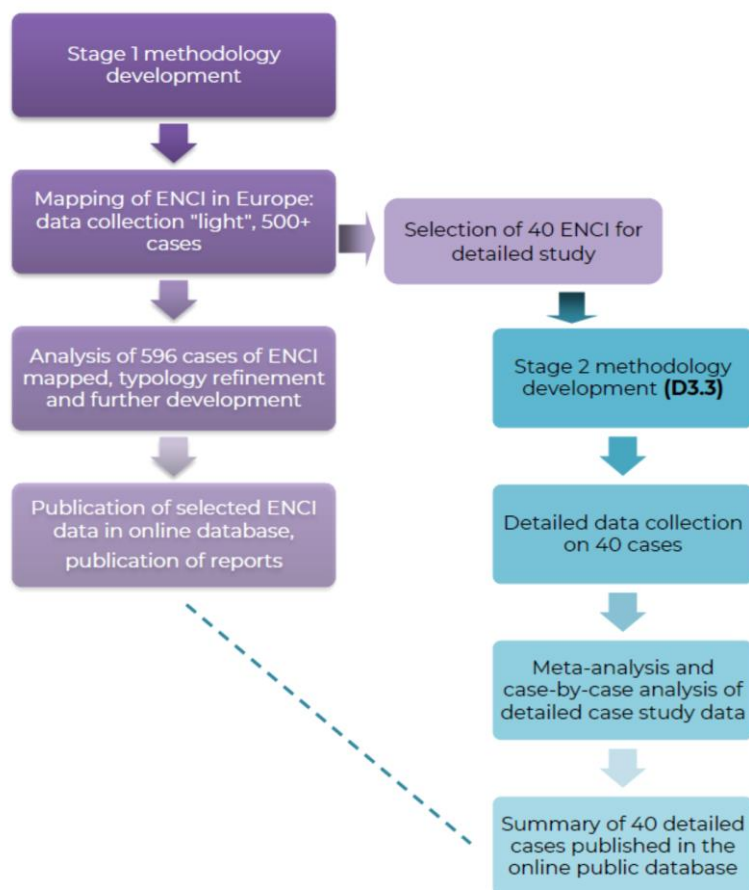 Stage 1 methodology
development
Mapping of ENCI in Europe:
data collection "light", 500+
cases
Selection of 40 ENCI for
detailed study
Analysis of 596 cases of ENCI
mapped, typology refinement
and further development
Stage 2 methodology
development (D3.3)
Publication of selected ENCI
data in online database,
publication of reports
Detailed data collection
on 40 cases
Meta-analysis and
case-by-case analysis of
detailed case study data
Summary of 40 detailed
cases published in the
online public database